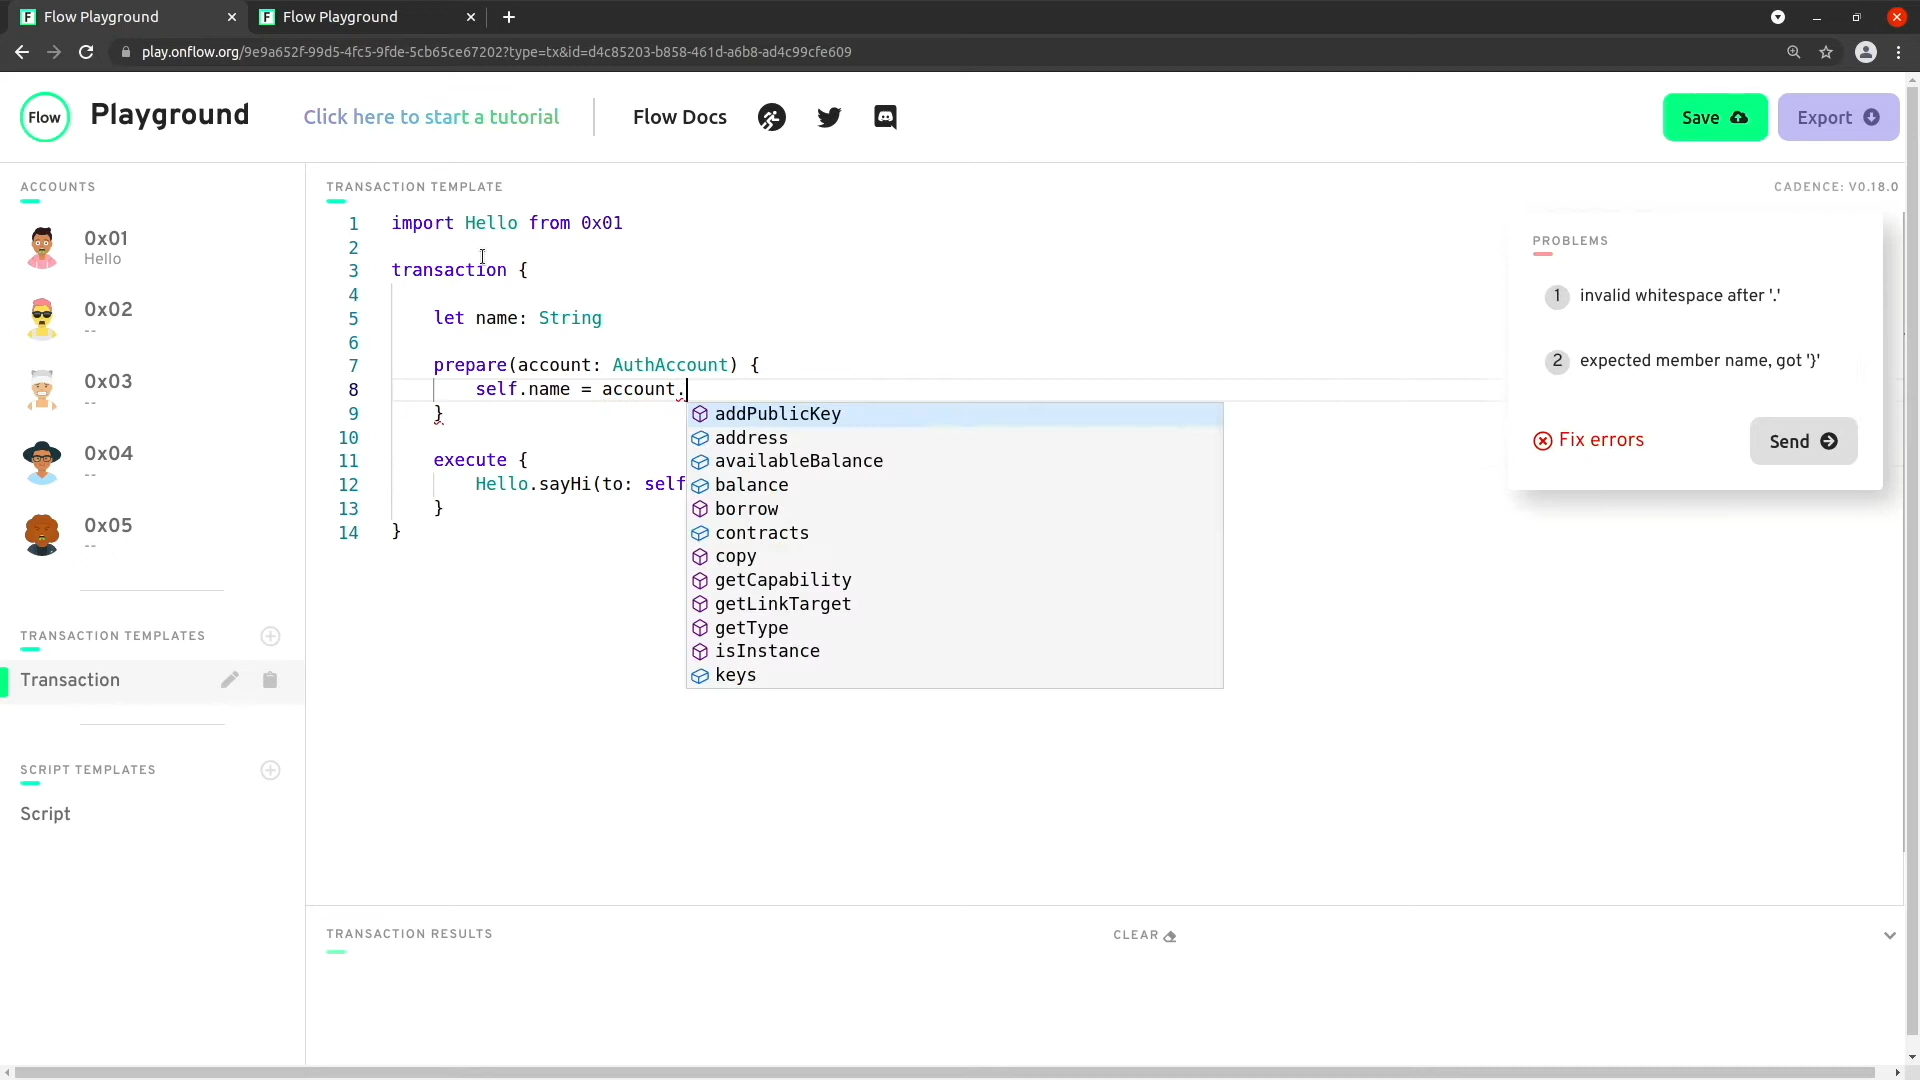 Flow Playground
Flow Playground
play.onflow.org/9e9a652f-99d5-4fc5-9fde-5cb65ce67202?type=tx&id=d4c85203-b858-461d-a6b8-ad4c99cfe609
Flow
Playground
Click here to start a tutorial
Flow Docs
Save
Export
ACCOUNTS
0x01
Hello
0x02
--
0x03
--
0x04
--
0x05
--
TRANSACTION TEMPLATES
Transaction
SCRIPT TEMPLATES
Script
TRANSACTION TEMPLATE
CADENCE: V0.18.0
1 import Hello from 0x01
2
3 transaction {
4
5 let name: String
6
7 prepare(account: AuthAccount) {
8 self.name = account.
9 }
10
11 execute {
12 Hello.sayHi(to: self
13 }
14 }
addPublicKey
address
availableBalance
balance
borrow
contracts
copy
getCapability
getLinkTarget
getType
isInstance
keys
PROBLEMS
1 invalid whitespace after '.'
2 expected member name, got '}'
Fix errors
Send
TRANSACTION RESULTS
CLEAR